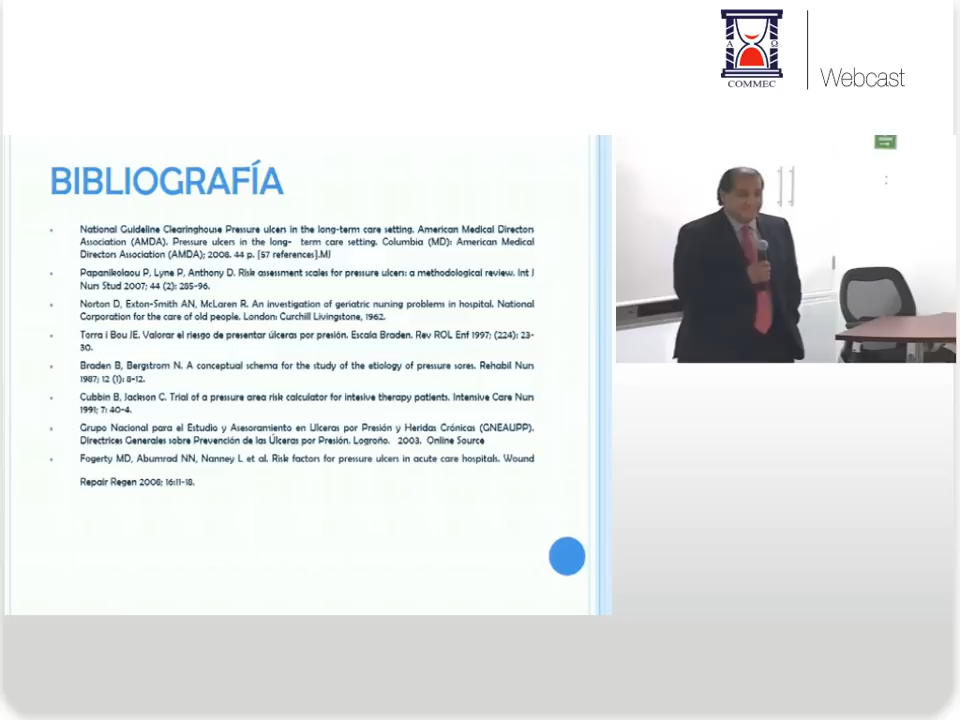 A Ω
COMMEC
Webcast
BIBLIOGRAFÍA
National Guideline Clearinghouse Pressure ulcers in the long-term care setting. American Medical Directors
Association (AMDA). Pressure ulcers in the long- term care setting. Columbia (MD): American Medical
Directors Association (AMDA); 2008. 44 p. [57 references].MJ
Papanikolaou P, Lyne P, Anthony D. Risk assessment scales for pressure ulcers: a methodological review. Int J
Nurs Stud 2007; 44 (2): 285-96.
Norton D, Exton-Smith AN, McLaren R. An investigation of geriatric nursing problems in hospital. National
Corporation for the care of old people. London: Curchill Livingstone, 1962.
Torra i Bou JE. Valorar el riesgo de presentar úlceras por presión. Escala Braden. Rev ROL Enf 1997; (224): 23-
30.
Braden B, Bergstrom N. A conceptual schema for the study of the etiology of pressure sores. Rehabil Nurs
1987; 12 (1): 8-12.
Cubbin B, Jackson C. Trial of a pressure area risk calculator for intesive therapy patients. Intensive Care Nurs
1991; 7: 40-4.
Grupo Nacional para el Estudio y Asesoramiento en Ulceras por Presión y Heridas Crónicas (GNEAUPP).
Directrices Generales sobre Prevención de las Úlceras por Presión. Logroño. 2003. Online Source
Fogerty MD, Abumrad NN, Nanney L et al. Risk factors for pressure ulcers in acute care hospitals. Wound
Repair Regen 2008; 16:11-18.